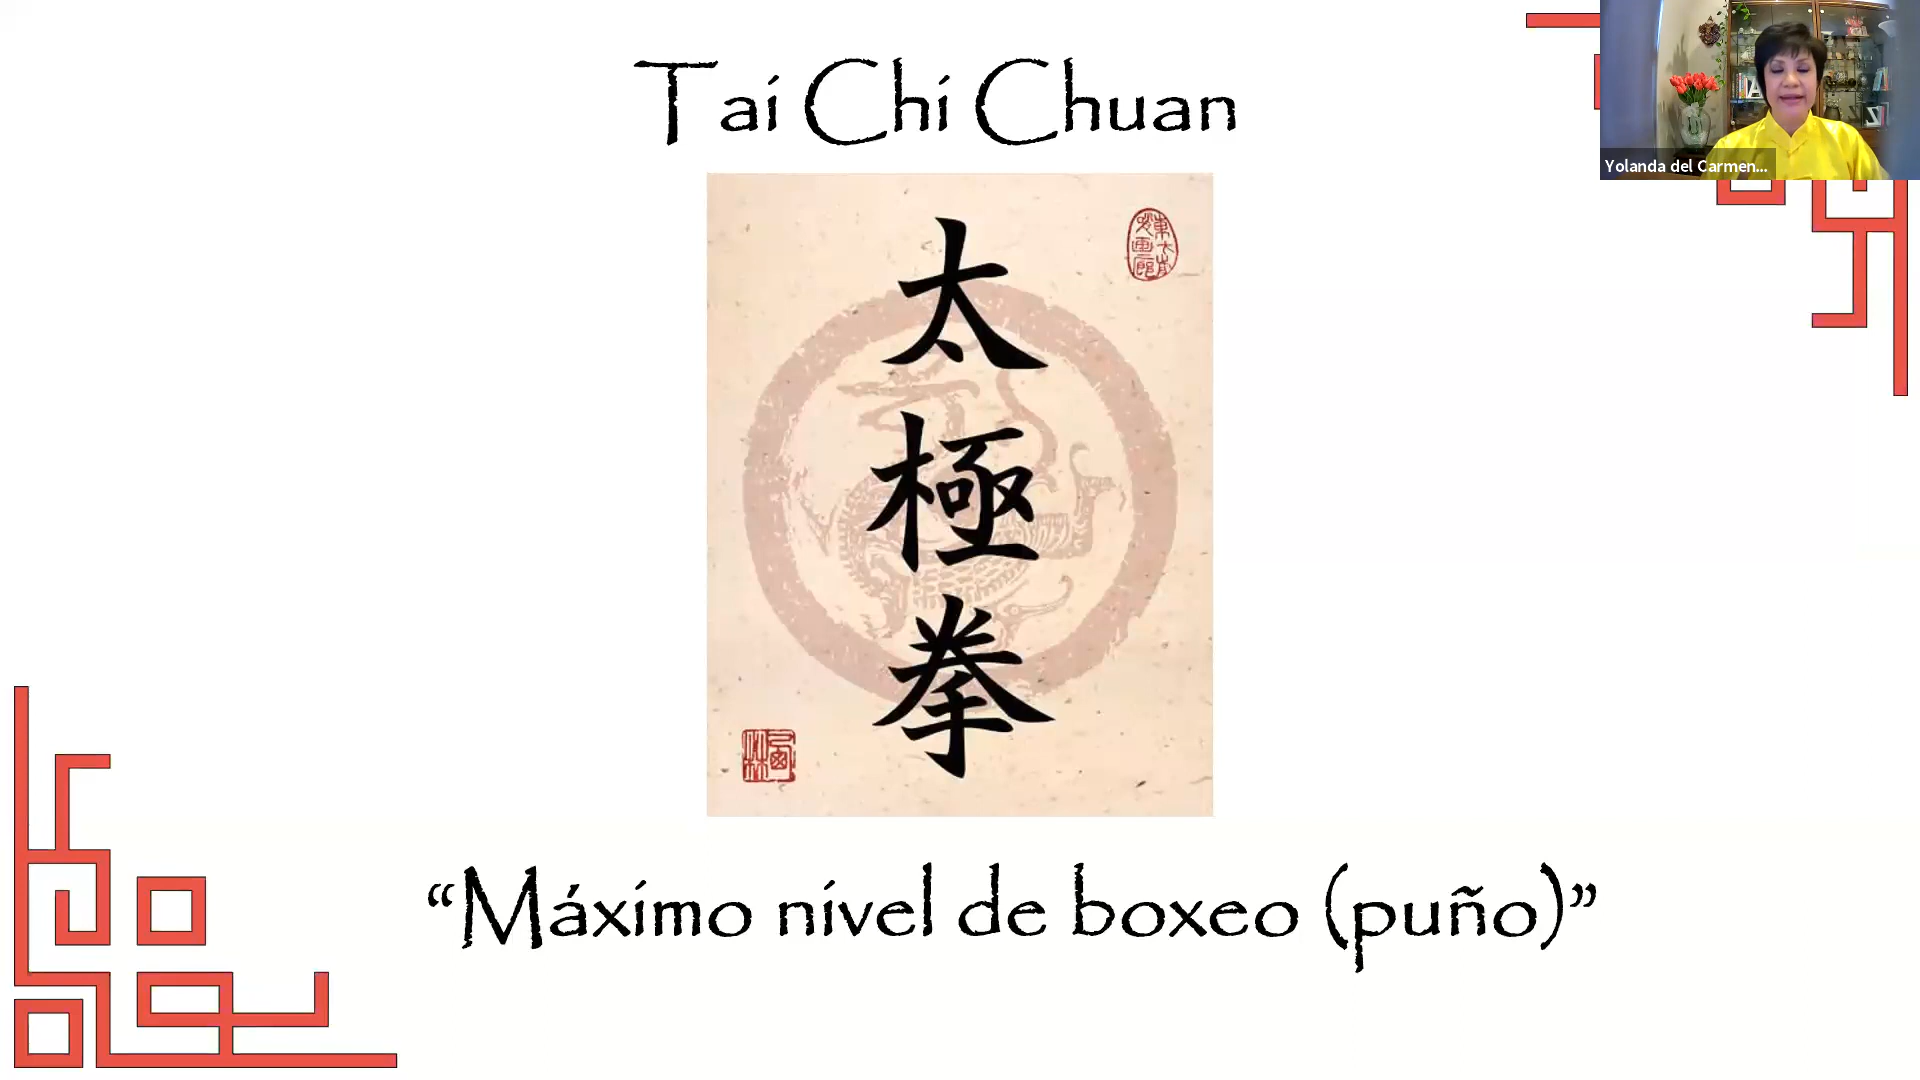 Tai Chi Chuan
Yolanda del Carmen...
太
極
拳
“Máximo nivel de boxeo (puño)”